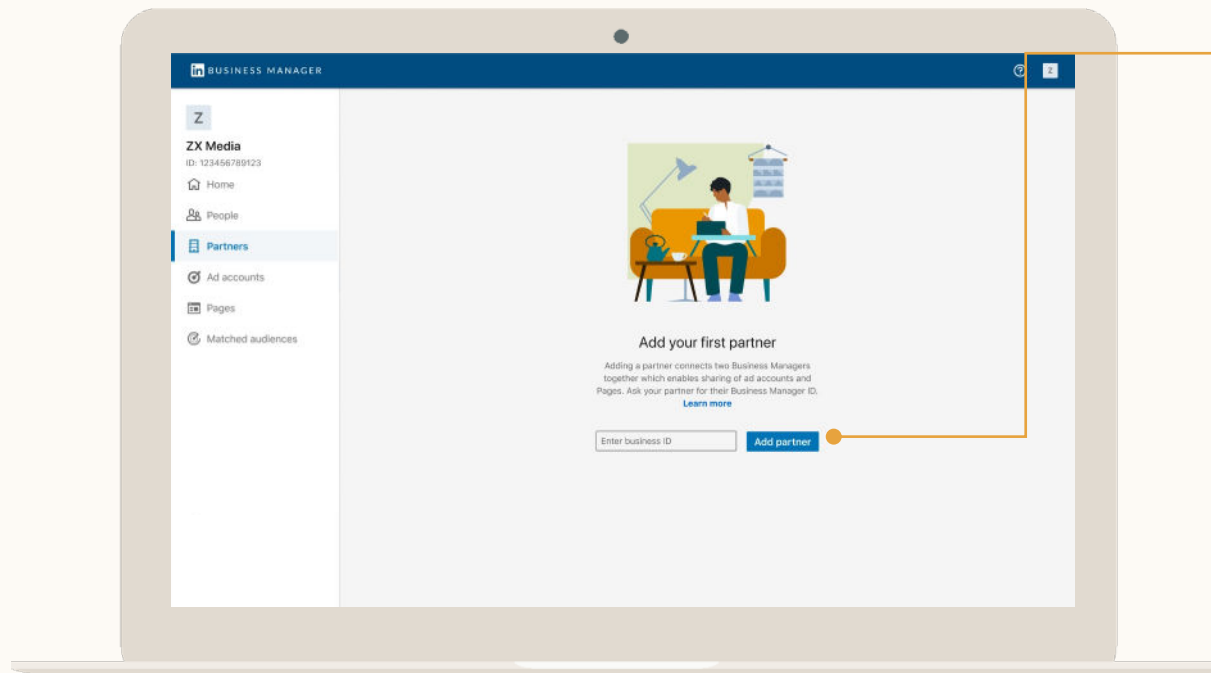 in BUSINESS MANAGER
Z
Z
ZX Media
ID: 123456789123
Home
People
Partners
Ad accounts
Pages
Matched audiences
Add your first partner
Adding a partner connects two Business Managers
together which enables sharing of ad accounts and
Pages. Ask your partner for their Business Manager ID.
Learn more
Enter business ID
Add partner